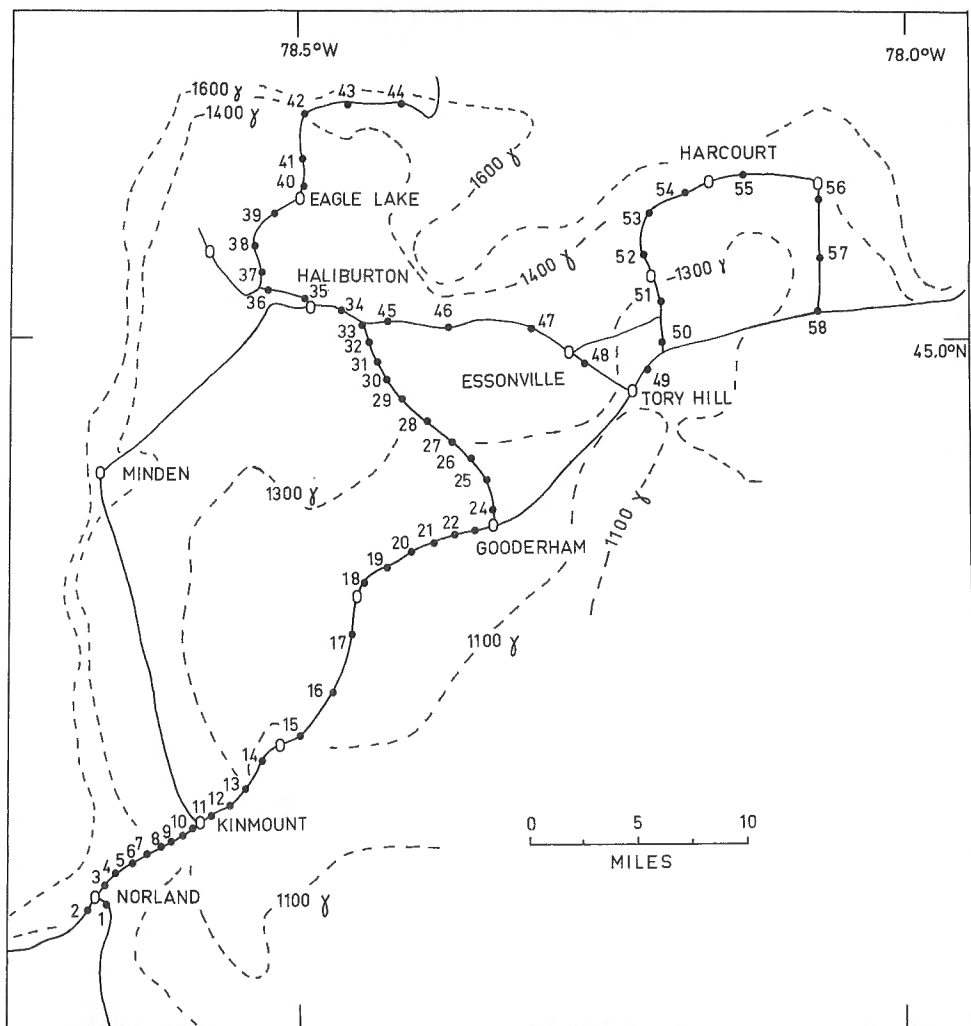 78.5°W
78.0°W
1600 γ
1400 γ
42
43
44
1600 γ
41
40
EAGLE LAKE
39
38
37
36
HALIBURTON
35
34
45
46
47
1400 γ
HARCOURT
54
55
56
53
52
57
1300 γ
51
50
58
45.0°N
33
32
31
30
29
28
27
26
25
24
48
ESSONVILLE
49
TORY HILL
MINDEN
1300 γ
22
21
20
19
18
GOODERHAM
1100 γ
17
1100 γ
16
15
14
13
12
11
10
9
8
7
6
5
4
3
2
1
KINMOUNT
NORLAND
1100 γ
0 5 10
MILES